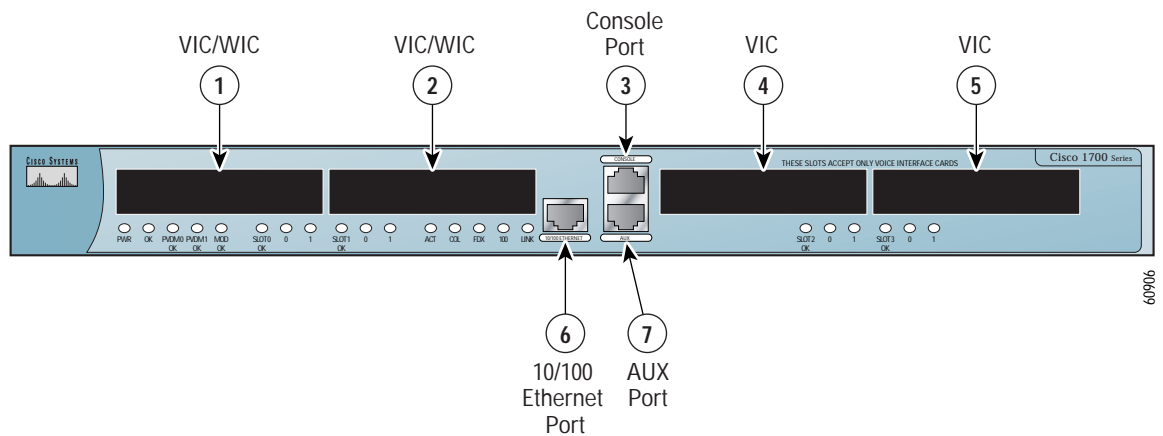 Console
Port
VIC/WIC
VIC/WIC
VIC
VIC
1
2
3
4
5
CISCO SYSTEMS
CONSOLE
THESE SLOTS ACCEPT ONLY VOICE INTERFACE CARDS
Cisco 1700 Series
PWR
OK
PVDM0
OK
PVDM1
OK
MOD
OK
SLOT0
OK
0
1
SLOT1
OK
0
1
ACT
COL
FDX
100
LINK
10/100 ETHERNET
AUX
SLOT2
OK
0
1
SLOT3
OK
0
1
60906
6
7
10/100
Ethernet
Port
AUX
Port